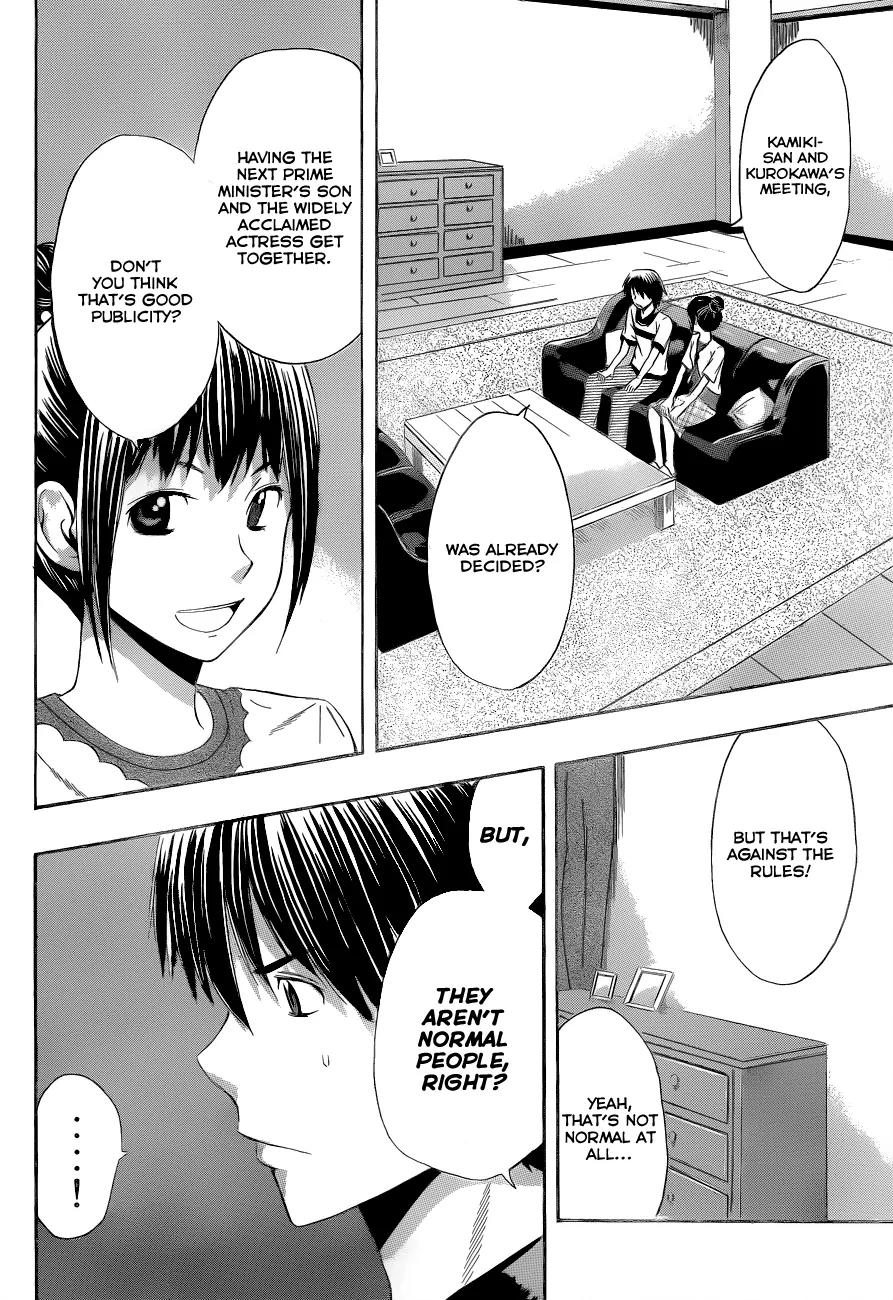 KAMIKI-
SAN AND
KUROKAWA'S
MEETING,
WAS ALREADY
DECIDED?
HAVING THE
NEXT PRIME
MINISTER'S SON
AND THE WIDELY
ACCLAIMED
ACTRESS GET
TOGETHER.
DON'T
YOU THINK
THAT'S GOOD
PUBLICITY?
BUT THAT'S
AGAINST THE
RULES!
YEAH,
THAT'S NOT
NORMAL AT
ALL...
BUT,
THEY
AREN'T
NORMAL
PEOPLE,
RIGHT?
.....!